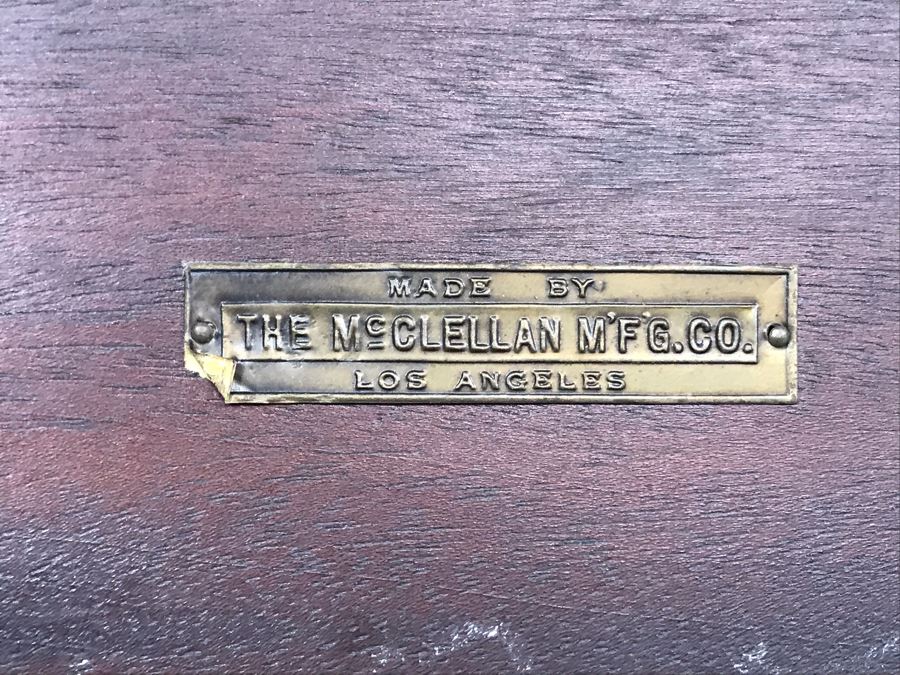 MADE BY
THE McCLELLAN M'F'G.CO.
LOS ANGELES